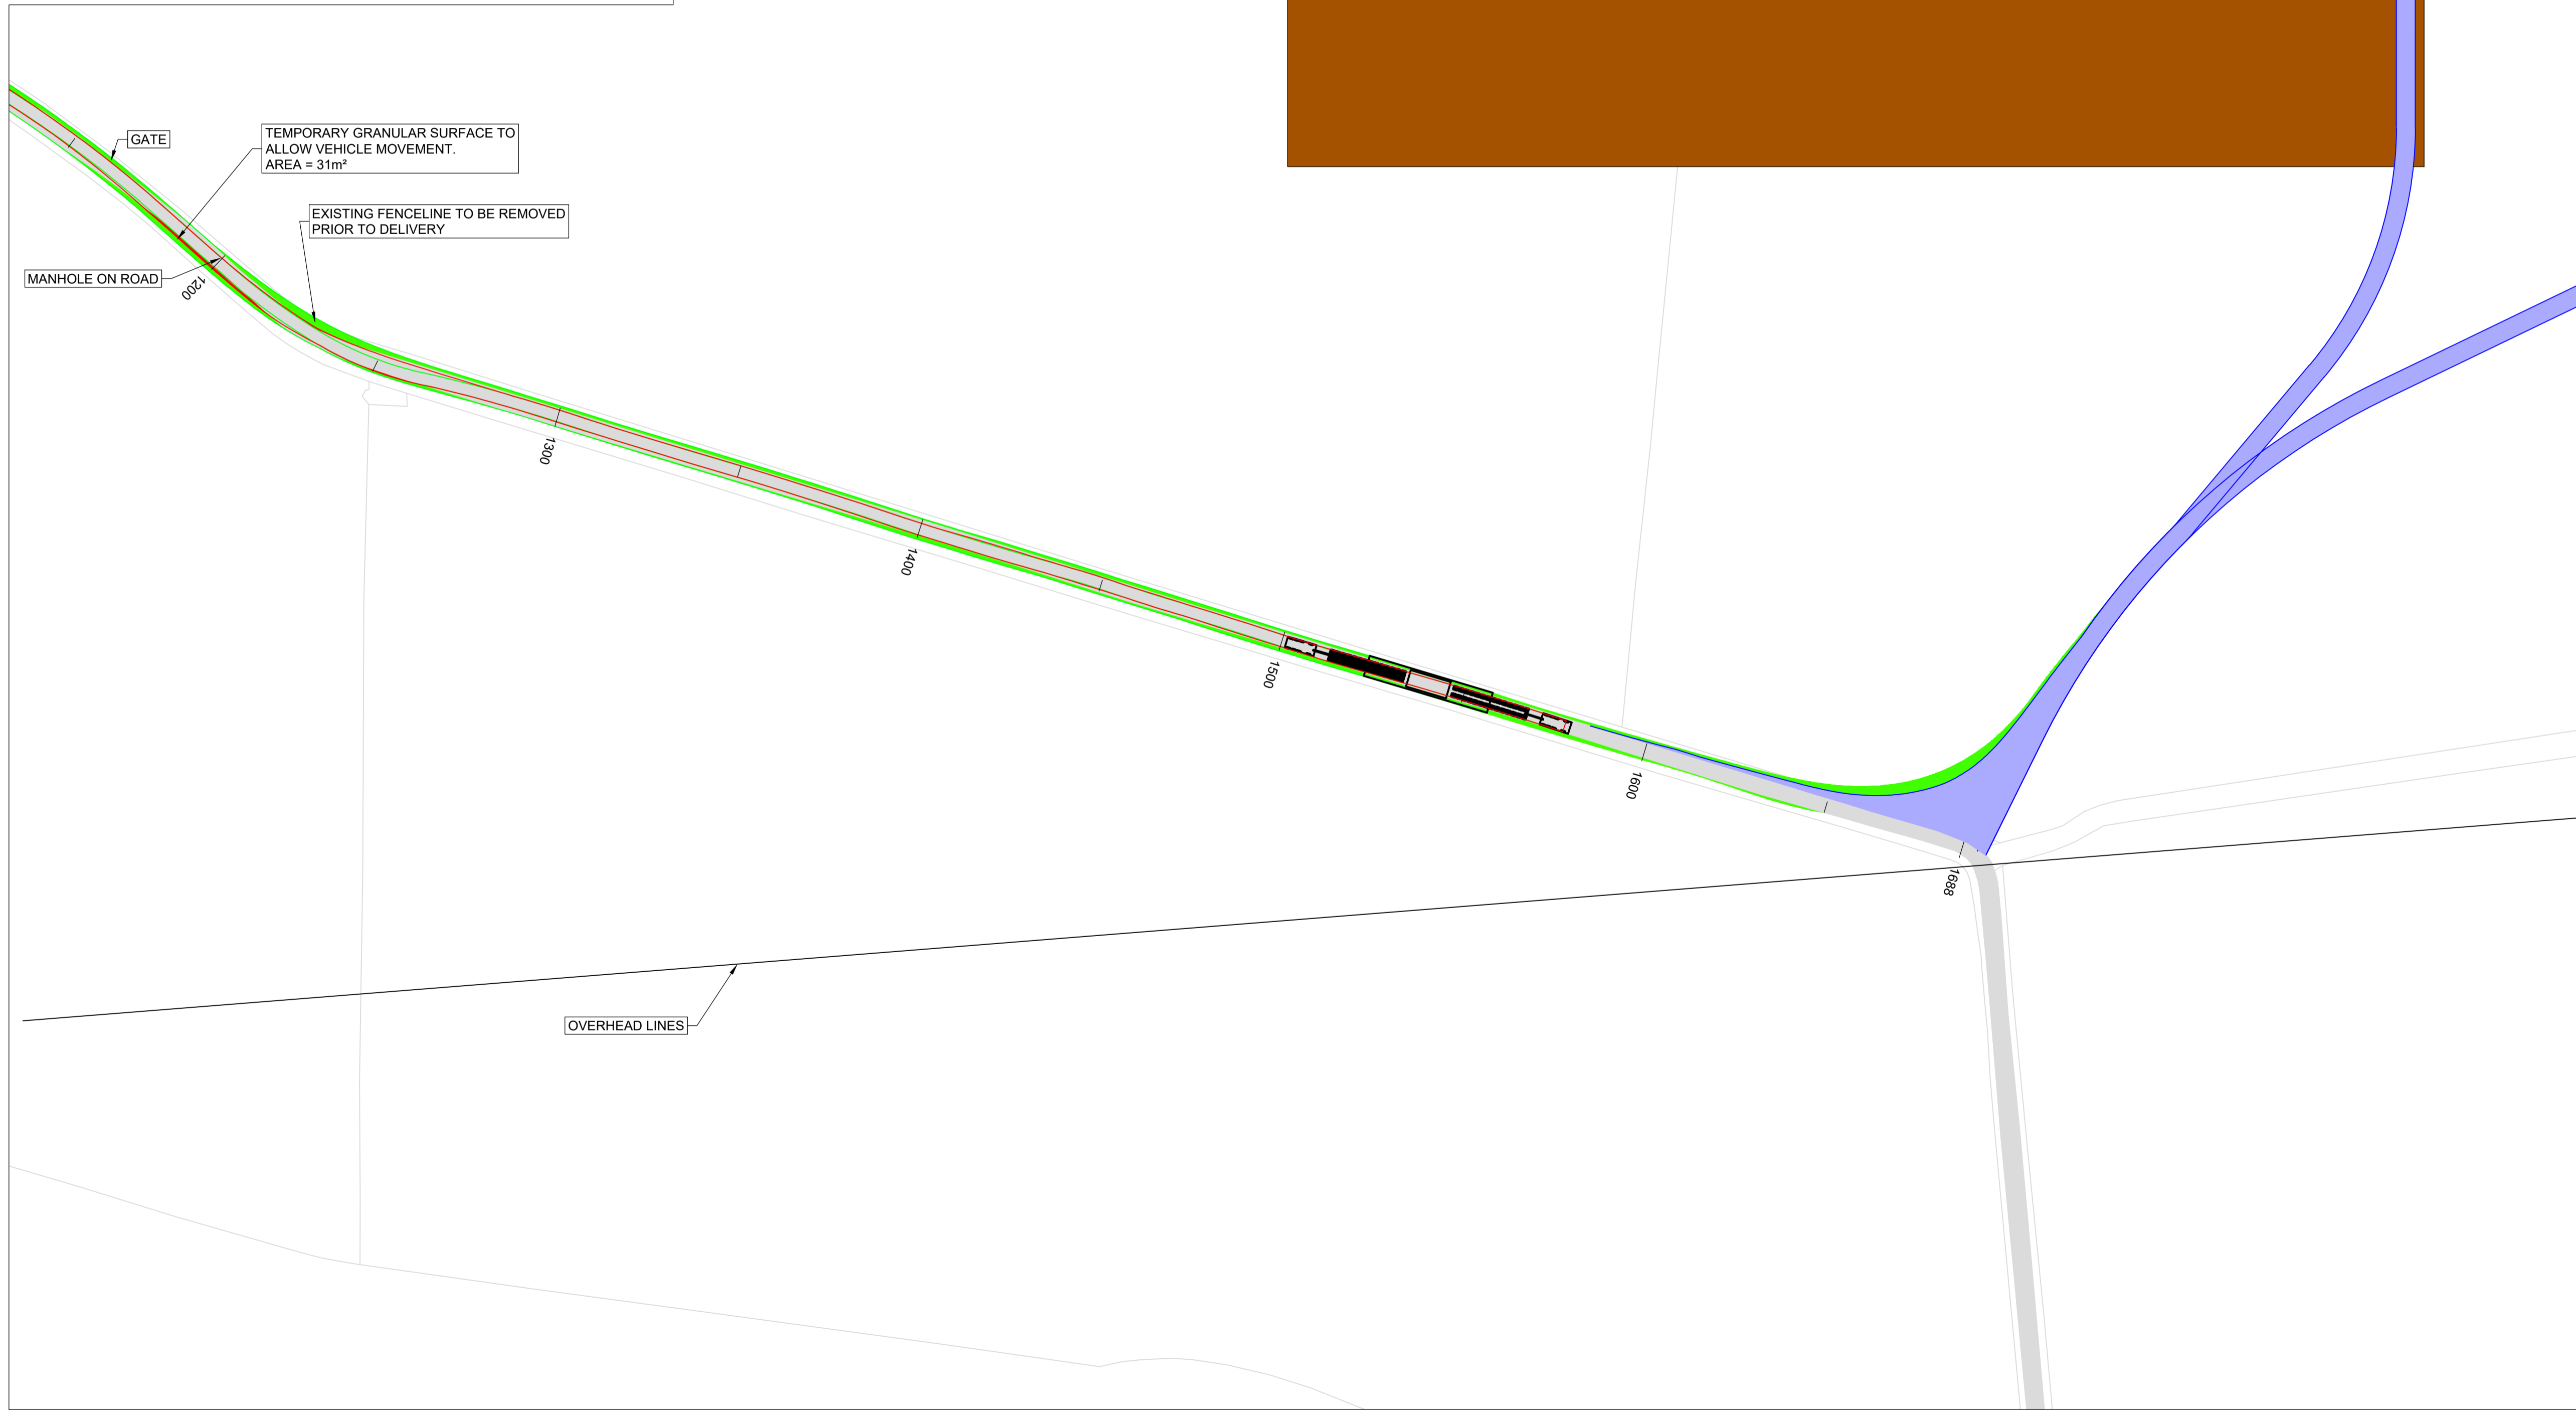 GATE
TEMPORARY GRANULAR SURFACE TO
ALLOW VEHICLE MOVEMENT.
AREA = 31m²
EXISTING FENCELINE TO BE REMOVED
PRIOR TO DELIVERY
MANHOLE ON ROAD
1200
1300
1400
1500
1600
1688
OVERHEAD LINES